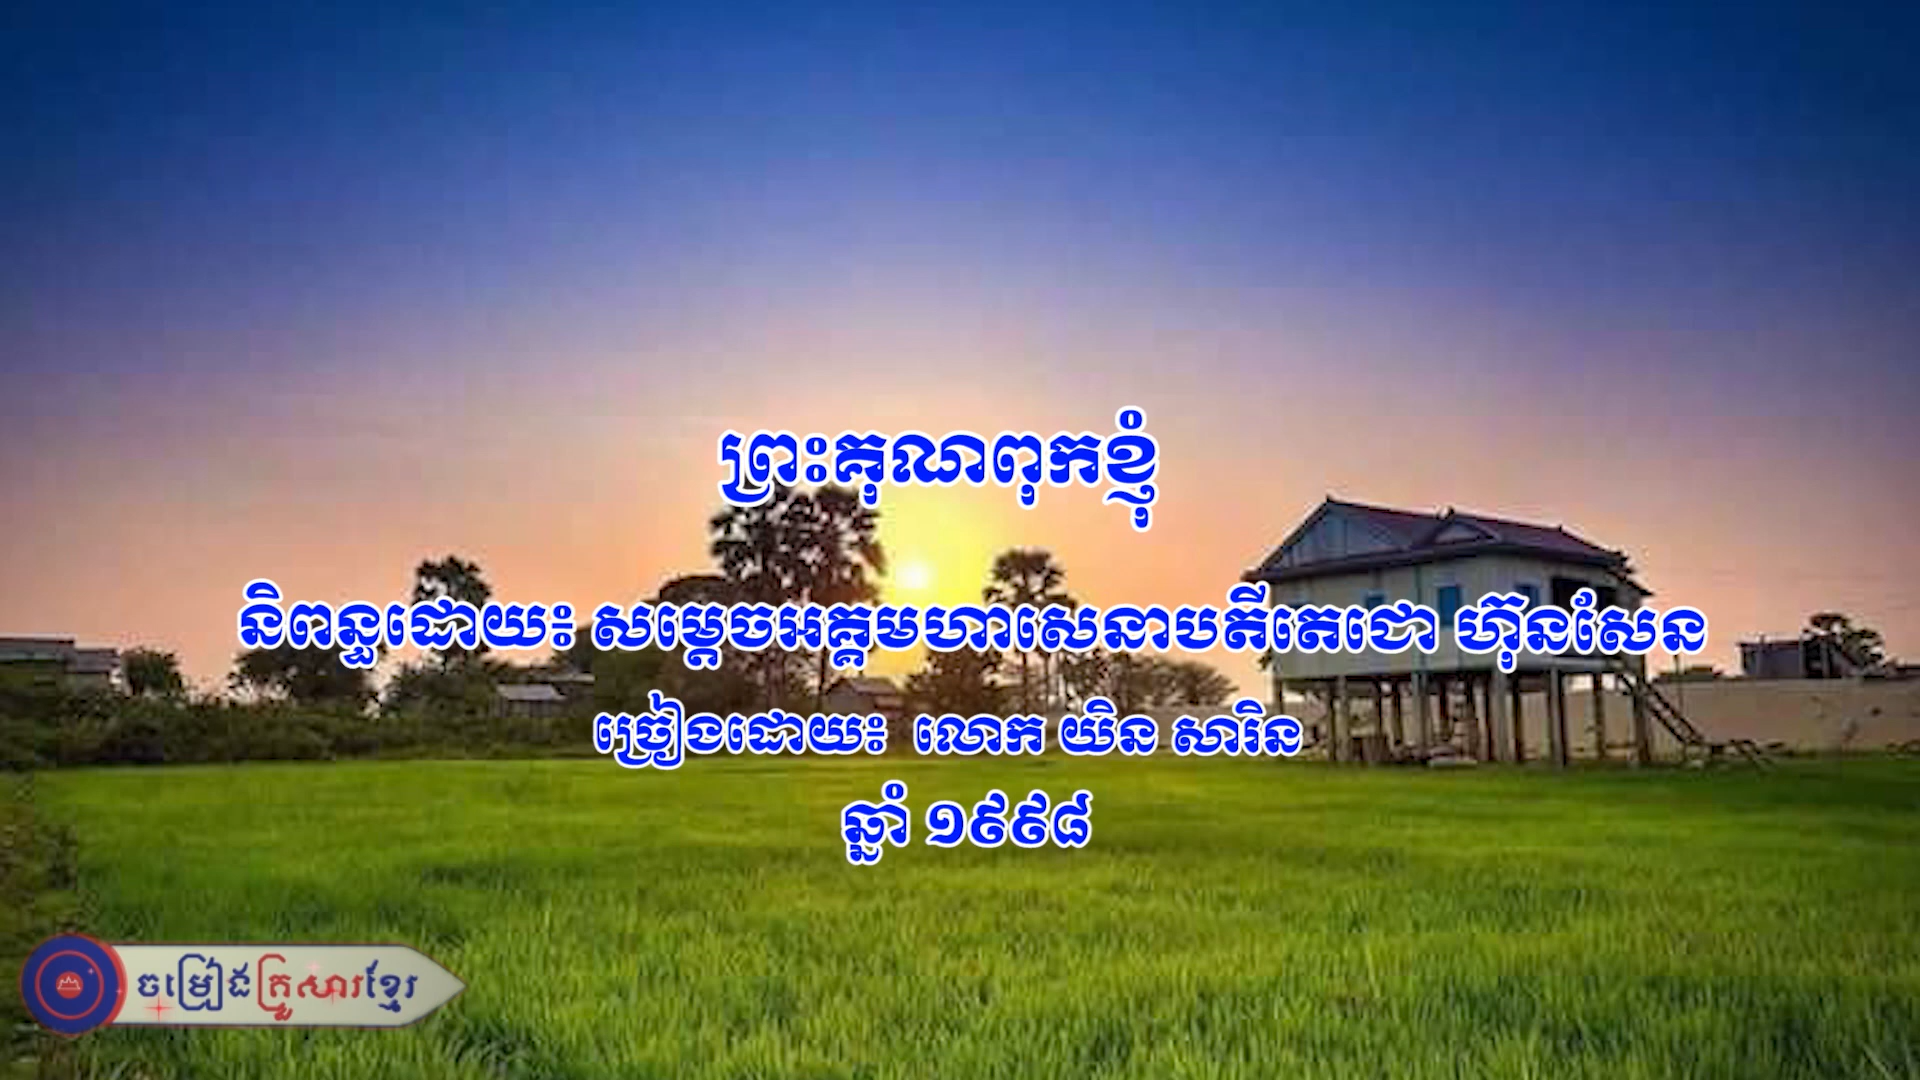 ព្រះគុណពុកខ្ញុំ
និពន្ធដោយ៖ សម្ដេចអគ្គមហាសេនាបតីតេជោ ហ៊ុនសែន
ច្រៀងដោយ៖ លោក យិន សារិន
ឆ្នាំ ១៩៩៨
ចម្រៀងគ្រួសារខ្មែរ